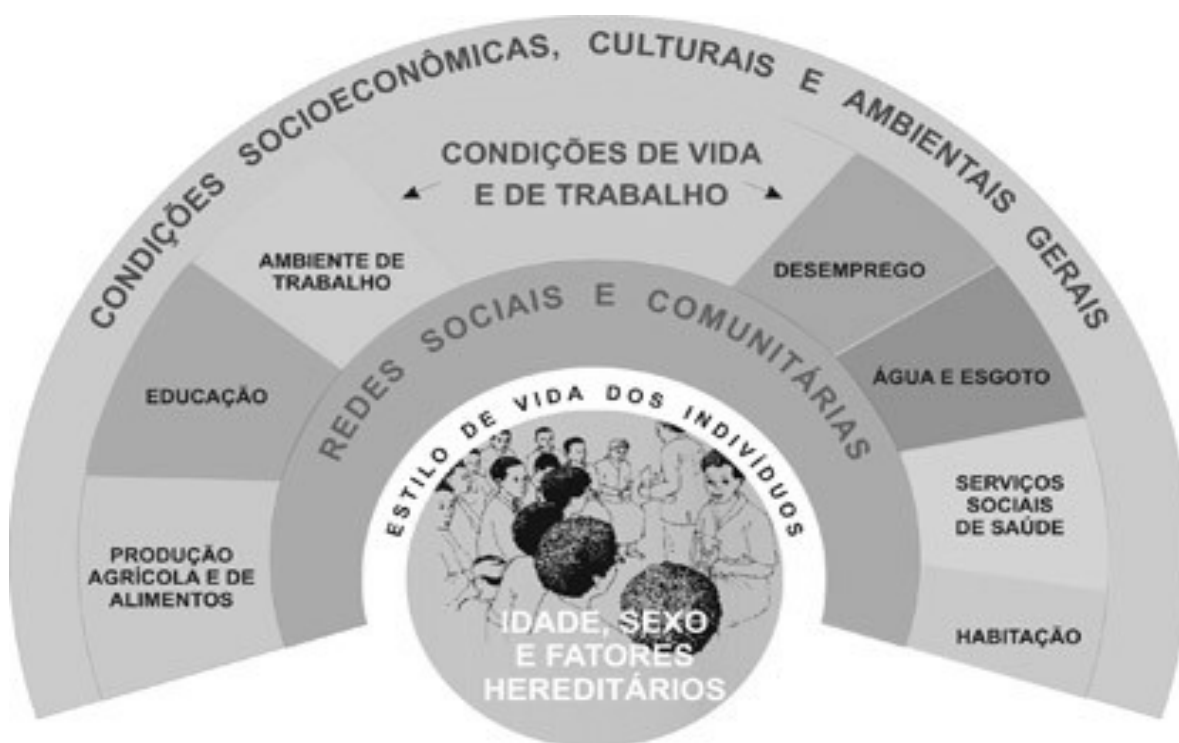 CONDIÇÕES SOCIOECONÔMICAS, CULTURAIS E AMBIENTAIS GERAIS
CONDIÇÕES DE VIDA
E DE TRABALHO
AMBIENTE DE
TRABALHO
DESEMPREGO
REDES SOCIAIS E COMUNITÁRIAS
EDUCAÇÃO
ÁGUA E ESGOTO
ESTILO DE VIDA DOS INDIVÍDUOS
SERVIÇOS
SOCIAIS
DE SAÚDE
PRODUÇÃO
AGRÍCOLA E DE
ALIMENTOS
HABITAÇÃO
IDADE, SEXO
E FATORES
HEREDITÁRIOS